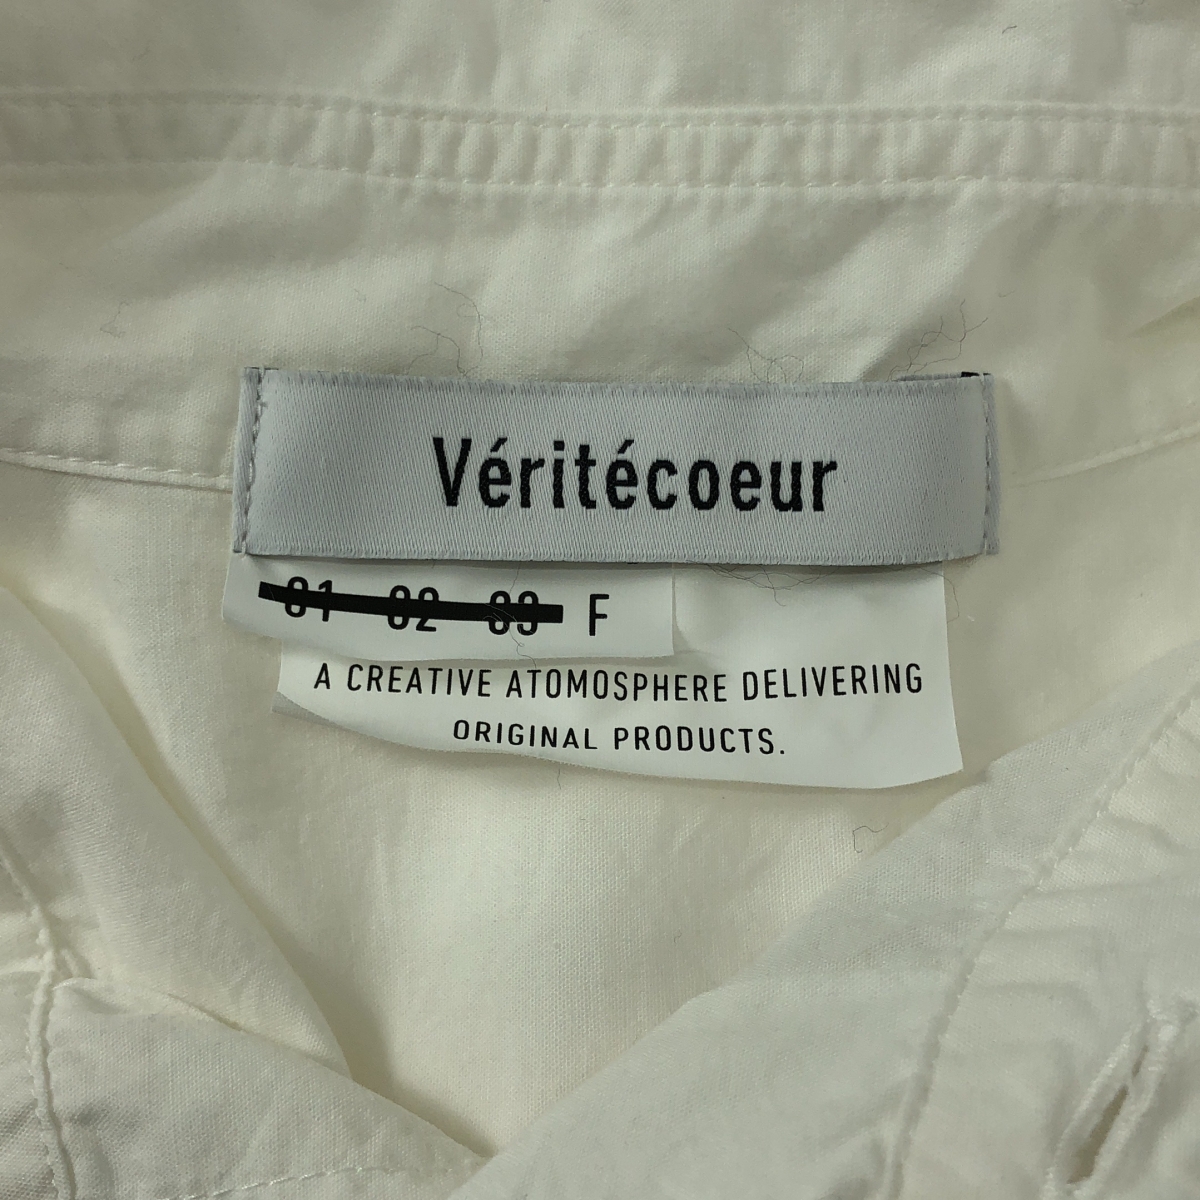 Véritécoeur
01 02 03 F
A CREATIVE ATOMOSPHERE DELIVERING
ORIGINAL PRODUCTS.